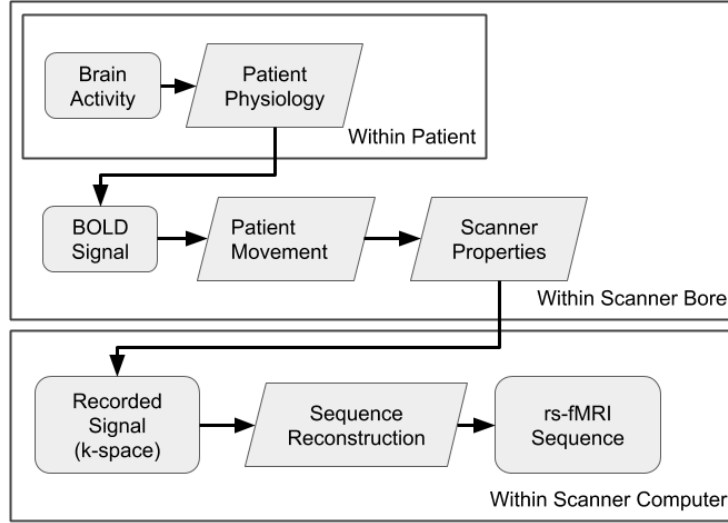 Brain
Activity
Patient
Physiology
Within Patient
BOLD
Signal
Patient
Movement
Scanner
Properties
Within Scanner Bore
Recorded
Signal
(k-space)
Sequence
Reconstruction
rs-fMRI
Sequence
Within Scanner Computer